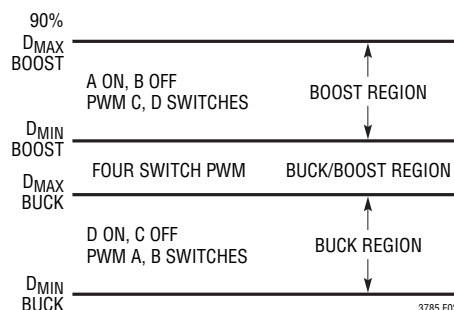 90%
DMAX
BOOST
A ON, B OFF
PWM C, D SWITCHES
BOOST REGION
DMIN
BOOST
FOUR SWITCH PWM
BUCK/BOOST REGION
DMAX
BUCK
D ON, C OFF
PWM A, B SWITCHES
BUCK REGION
DMIN
BUCK